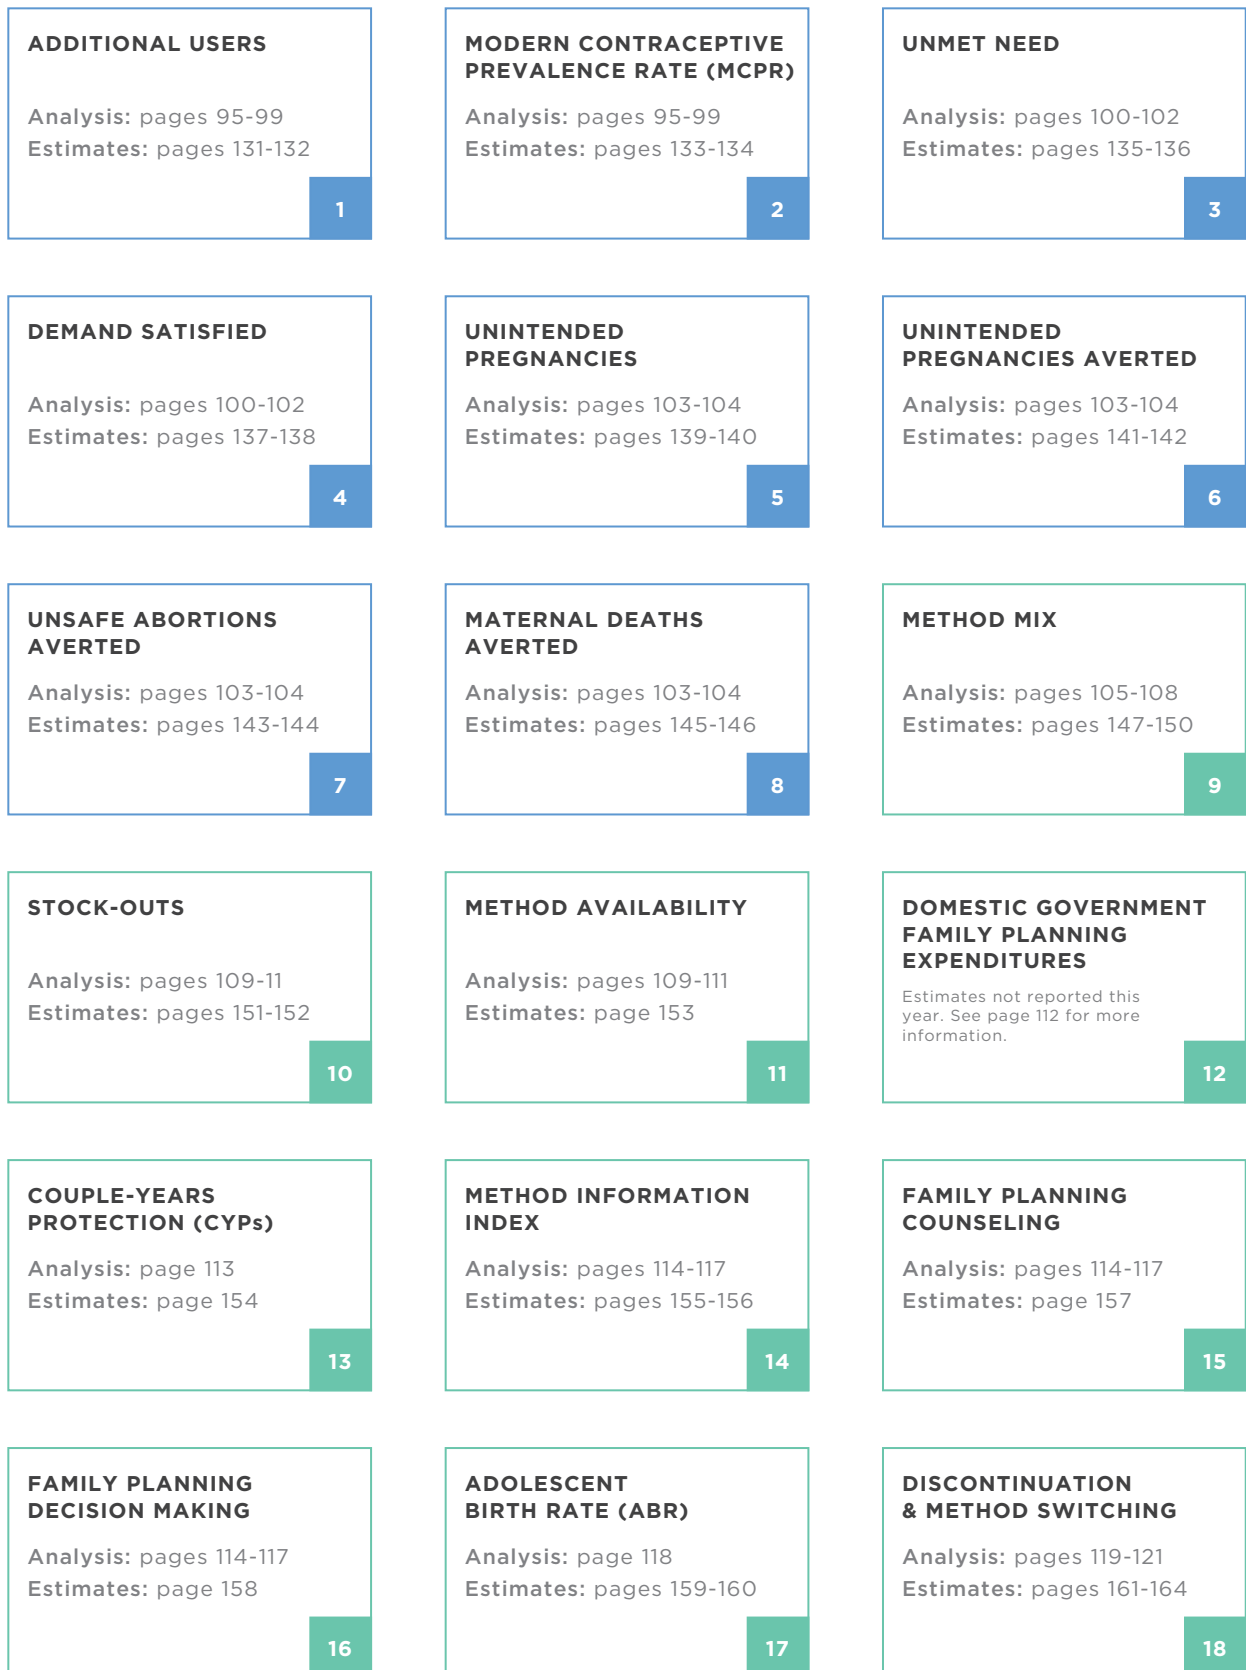 ADDITIONAL USERS
Analysis: pages 95-99
Estimates: pages 131-132
1
MODERN CONTRACEPTIVE
PREVALENCE RATE (MCPR)
Analysis: pages 95-99
Estimates: pages 133-134
2
UNMET NEED
Analysis: pages 100-102
Estimates: pages 135-136
3
DEMAND SATISFIED
Analysis: pages 100-102
Estimates: pages 137-138
4
UNINTENDED
PREGNANCIES
Analysis: pages 103-104
Estimates: pages 139-140
5
UNINTENDED
PREGNANCIES AVERTED
Analysis: pages 103-104
Estimates: pages 141-142
6
UNSAFE ABORTIONS
AVERTED
Analysis: pages 103-104
Estimates: pages 143-144
7
MATERNAL DEATHS
AVERTED
Analysis: pages 103-104
Estimates: pages 145-146
8
METHOD MIX
Analysis: pages 105-108
Estimates: pages 147-150
9
STOCK-OUTS
Analysis: pages 109-11
Estimates: pages 151-152
10
METHOD AVAILABILITY
Analysis: pages 109-111
Estimates: page 153
11
DOMESTIC GOVERNMENT
FAMILY PLANNING
EXPENDITURES
Estimates not reported this
year. See page 112 for more
information.
12
COUPLE-YEARS
PROTECTION (CYPs)
Analysis: page 113
Estimates: page 154
13
METHOD INFORMATION
INDEX
Analysis: pages 114-117
Estimates: pages 155-156
14
FAMILY PLANNING
COUNSELING
Analysis: pages 114-117
Estimates: page 157
15
FAMILY PLANNING
DECISION MAKING
Analysis: pages 114-117
Estimates: page 158
16
ADOLESCENT
BIRTH RATE (ABR)
Analysis: page 118
Estimates: pages 159-160
17
DISCONTINUATION
& METHOD SWITCHING
Analysis: pages 119-121
Estimates: pages 161-164
18